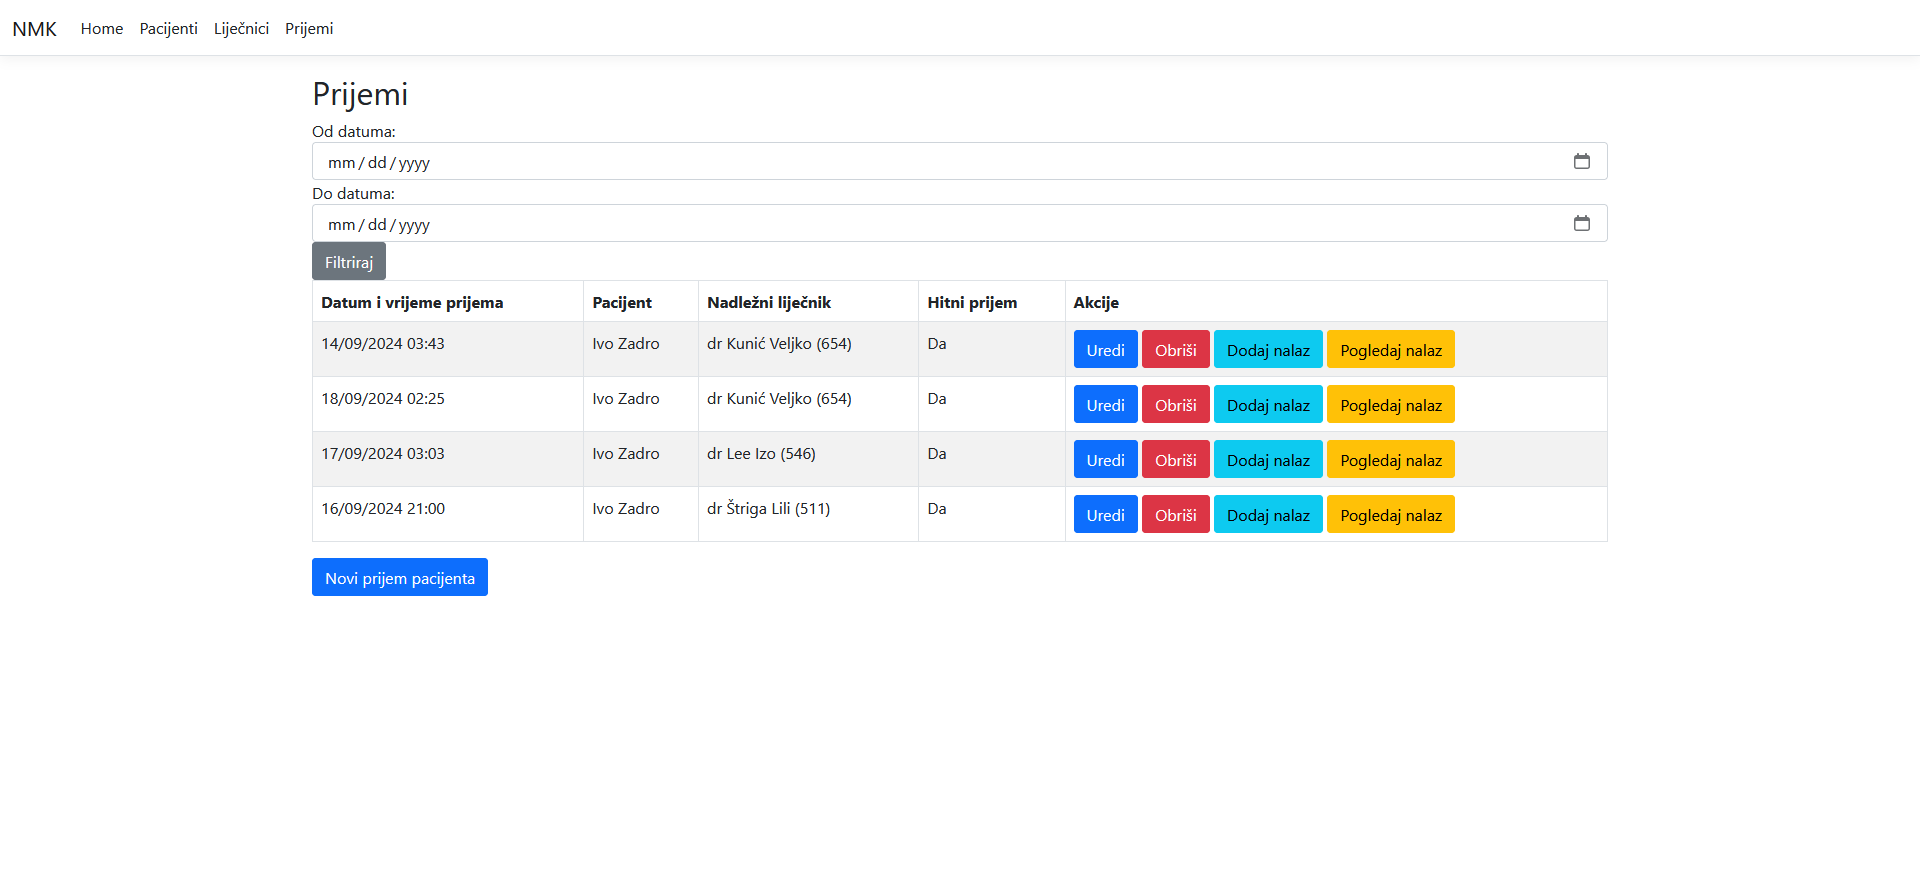 NMK Home Pacijenti Liječnici Prijemi
Prijemi
Od datuma:
mm/dd/yyyy
Do datuma:
mm/dd/yyyy
Filtriraj
Datum i vrijeme prijema Pacijent Nadležni liječnik Hitni prijem Akcije
14/09/2024 03:43 Ivo Zadro dr Kunić Veljko (654) Da Uredi Obriši Dodaj nalaz Pogledaj nalaz
18/09/2024 02:25 Ivo Zadro dr Kunić Veljko (654) Da Uredi Obriši Dodaj nalaz Pogledaj nalaz
17/09/2024 03:03 Ivo Zadro dr Lee Izo (546) Da Uredi Obriši Dodaj nalaz Pogledaj nalaz
16/09/2024 21:00 Ivo Zadro dr Štriga Lili (511) Da Uredi Obriši Dodaj nalaz Pogledaj nalaz
Novi prijem pacijenta